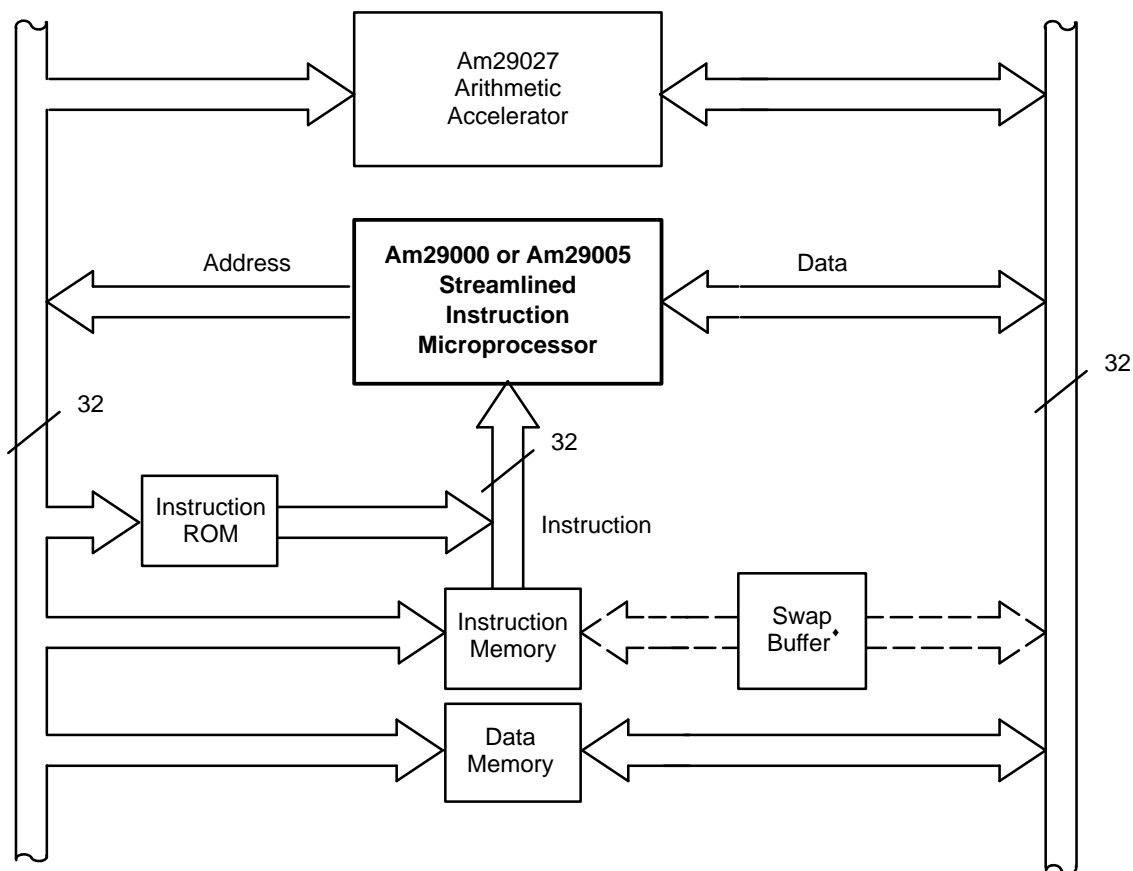 Am29027
Arithmetic
Accelerator
Address
Am29000 or Am29005
Streamlined
Instruction
Microprocessor
Data
32
32
32
Instruction
ROM
Instruction
Instruction
Memory
Swap
Buffer♦
Data
Memory